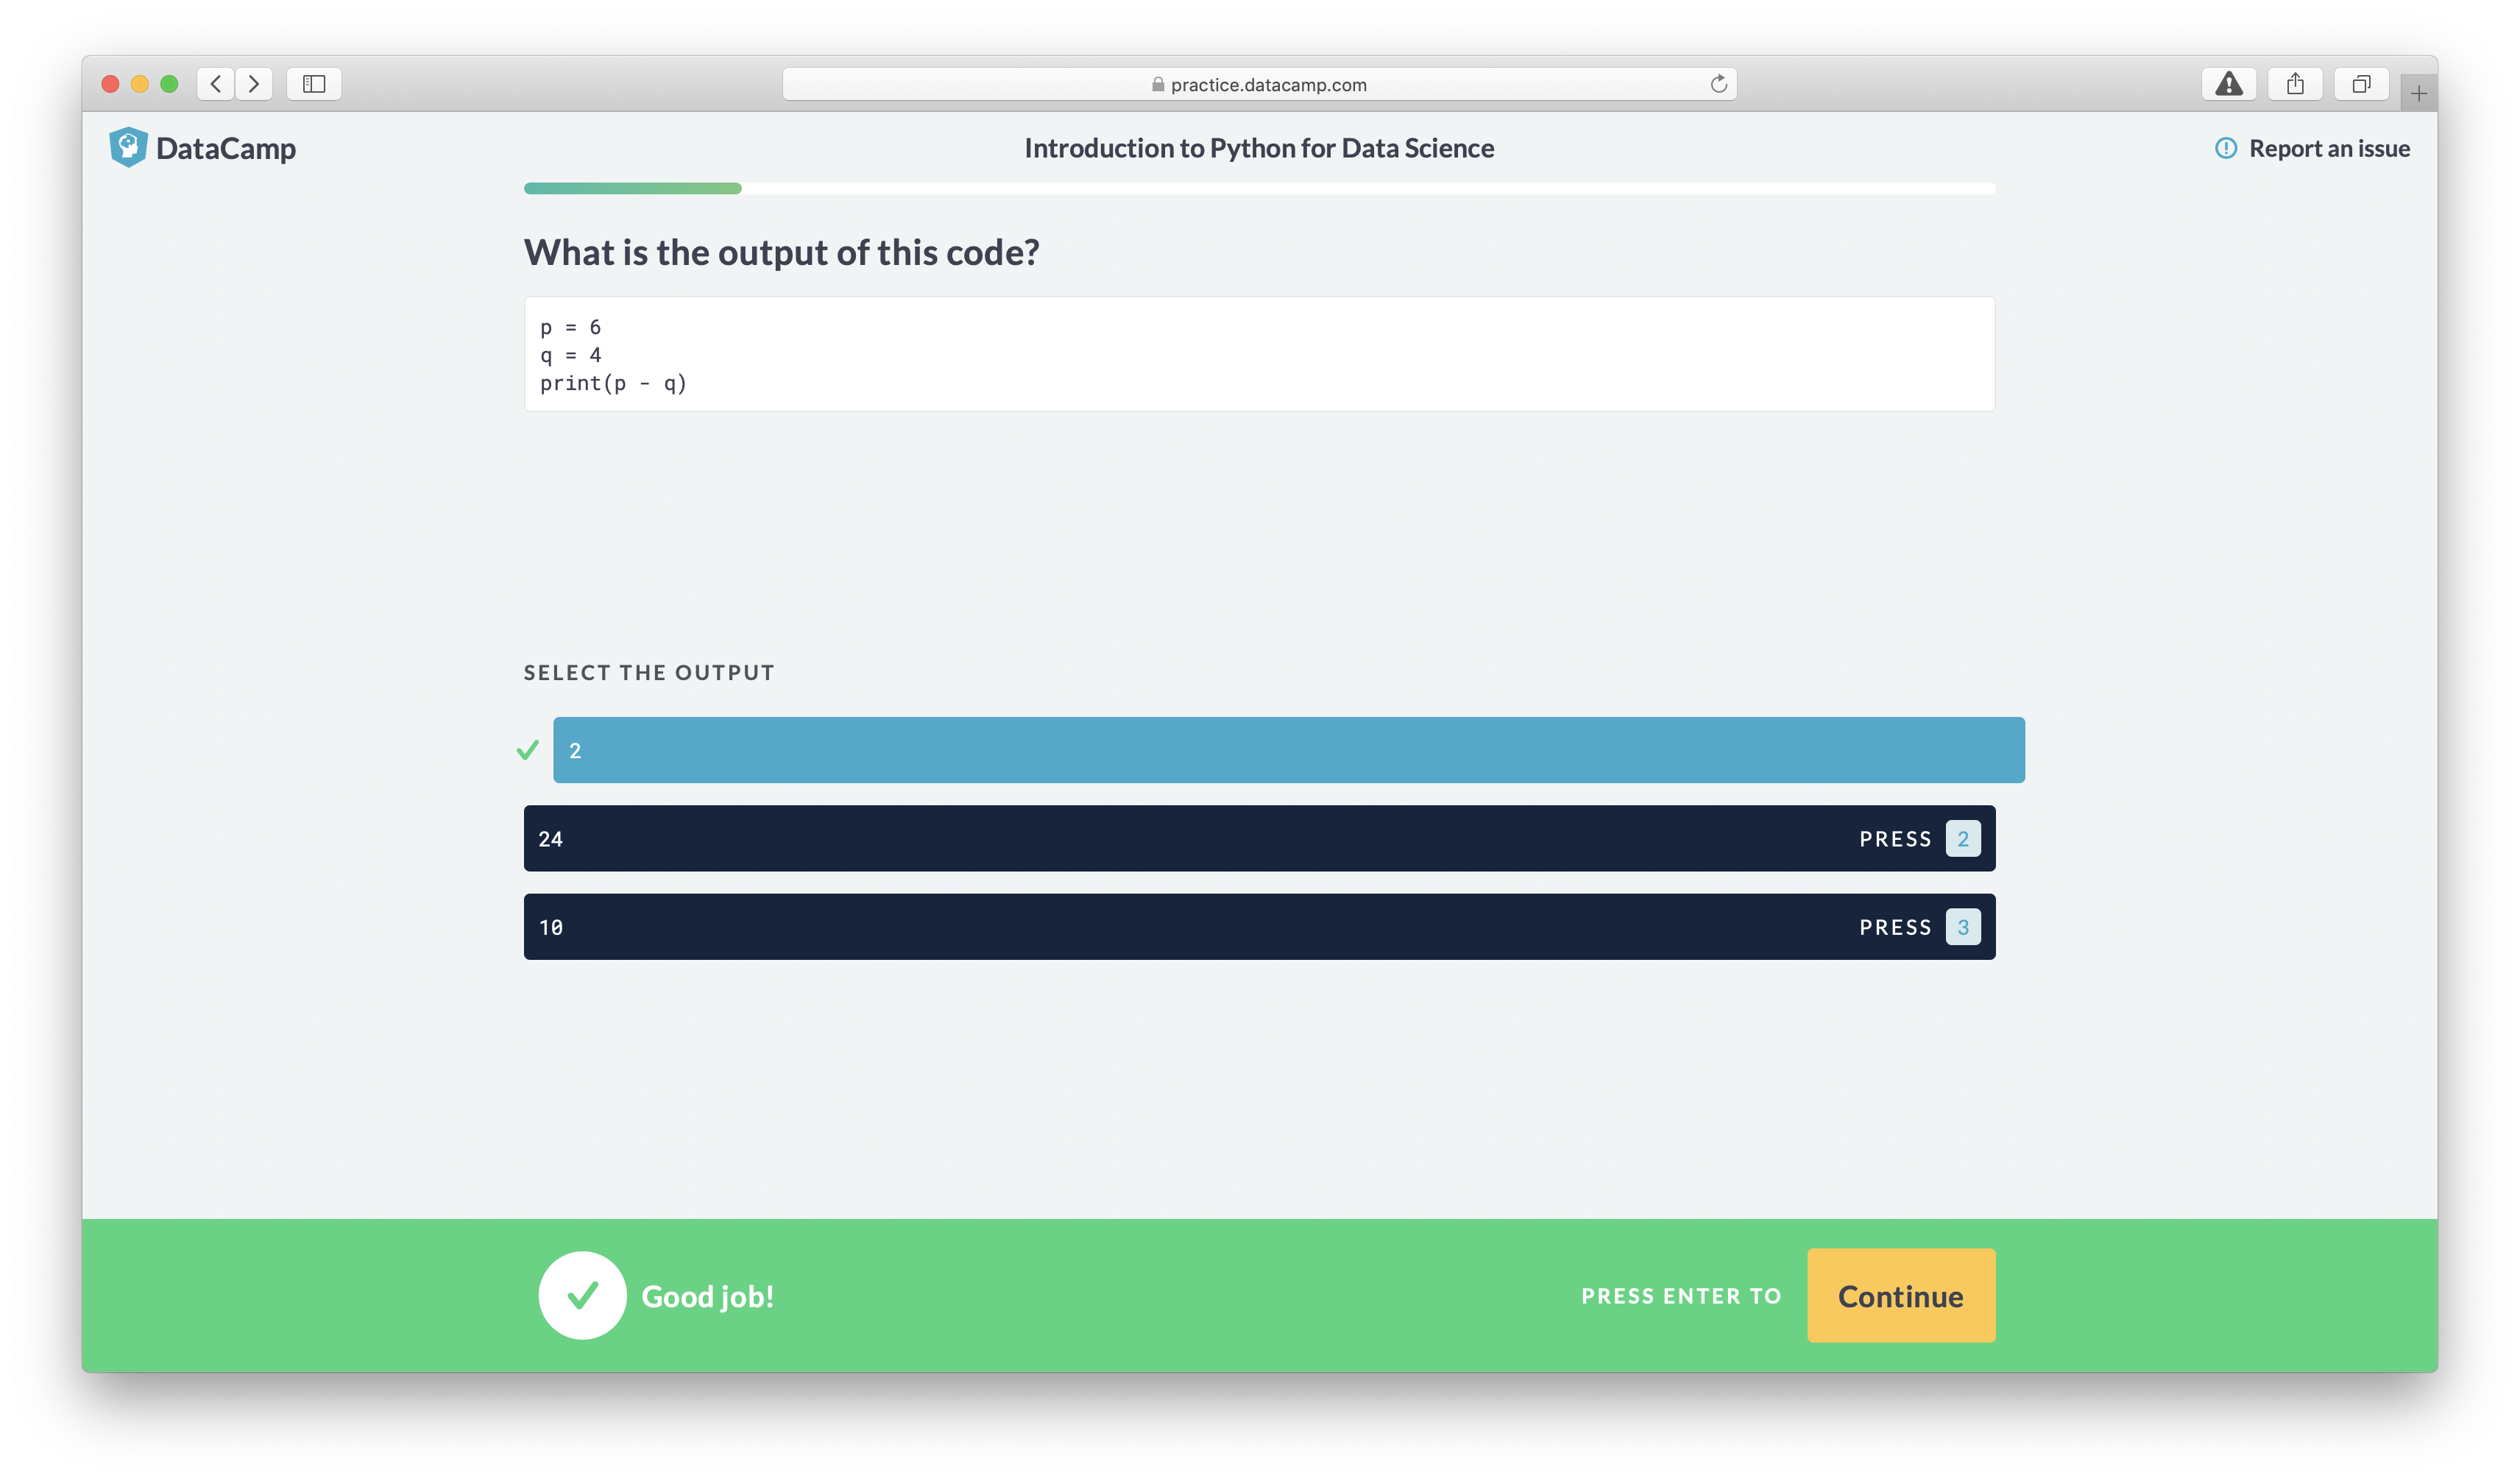 practice.datacamp.com
DataCamp
Introduction to Python for Data Science
Report an issue
What is the output of this code?
p = 6
q = 4
print(p - q)
SELECT THE OUTPUT
2
24 PRESS 2
10 PRESS 3
Good job! PRESS ENTER TO Continue